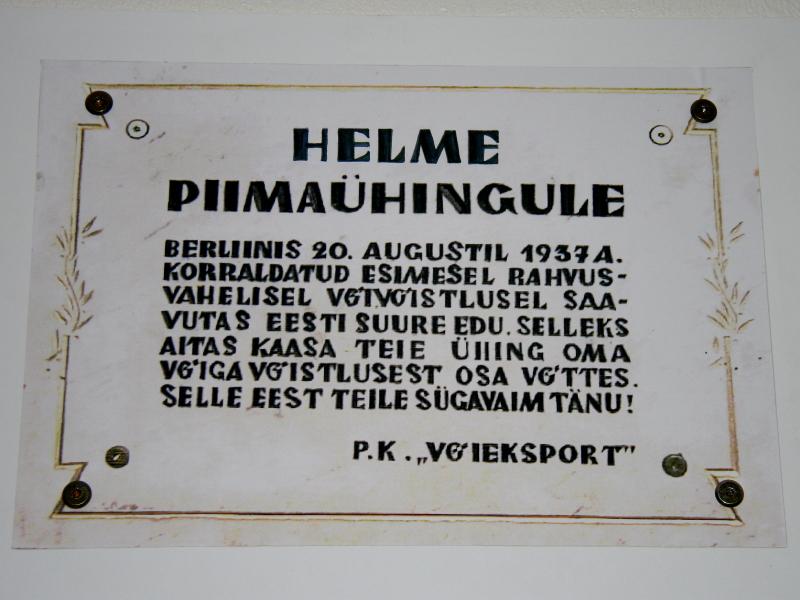 HELME
PIIMAÜHINGULE
BERLIINIS 20. AUGUSTIL 1937 A.
KORRALDATUD ESIMESEL RAHVUS-
VAHELISEL VÕIVÕISTLUSEL SAA-
VUTAS EESTI SUURE EDU. SELLEKS
AITAS KAASA TEIE ÜHING OMA
VÕIGA VÕISTLUSEST OSA VÕTTES.
SELLE EEST TEILE SÜGAVAIM TÄNU!
P.K. „VÕIEKSPORT"